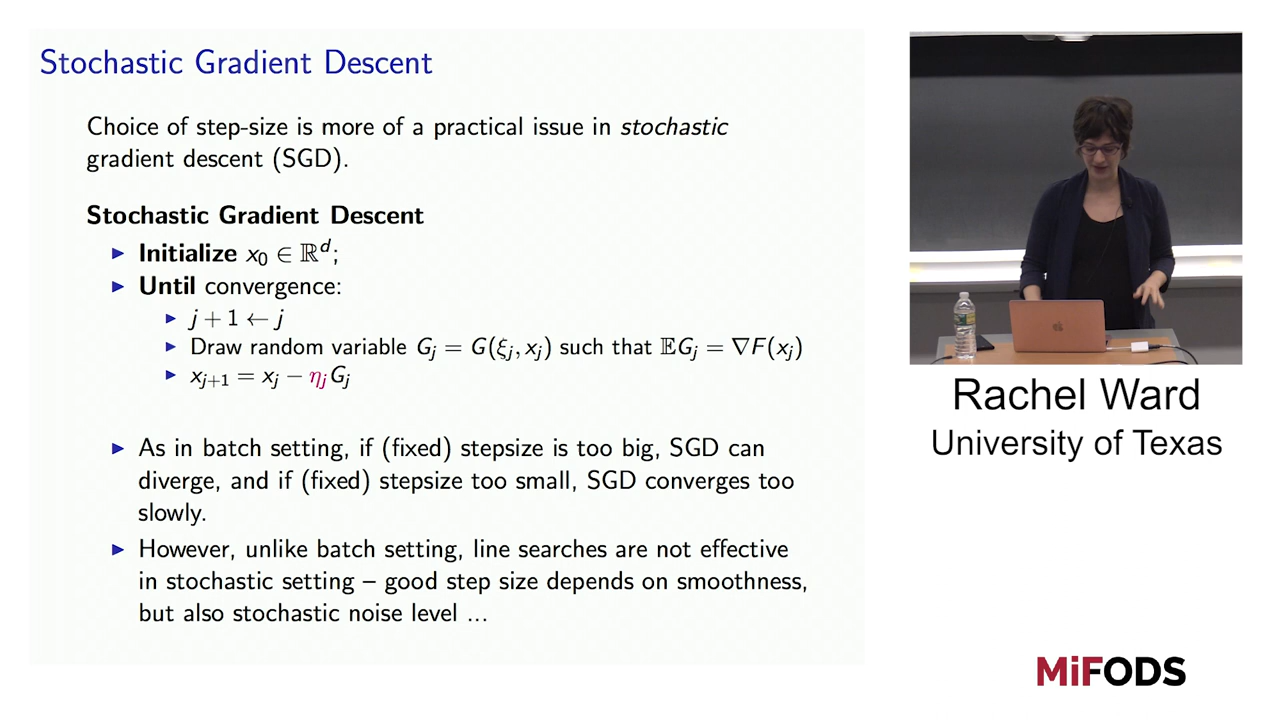 Stochastic Gradient Descent
Choice of step-size is more of a practical issue in stochastic
gradient descent (SGD).
Stochastic Gradient Descent
▶ Initialize x₀ ∈ ℝᵈ;
▶ Until convergence:
▶ j + 1 ← j
▶ Draw random variable Gⱼ = G(ξⱼ, xⱼ) such that 𝔼Gⱼ = ∇F(xⱼ)
▶ xⱼ₊₁ = xⱼ − ηⱼGⱼ
▶ As in batch setting, if (fixed) stepsize is too big, SGD can
diverge, and if (fixed) stepsize too small, SGD converges too
slowly.
▶ However, unlike batch setting, line searches are not effective
in stochastic setting – good step size depends on smoothness,
but also stochastic noise level ...
Rachel Ward
University of Texas
MiFODS